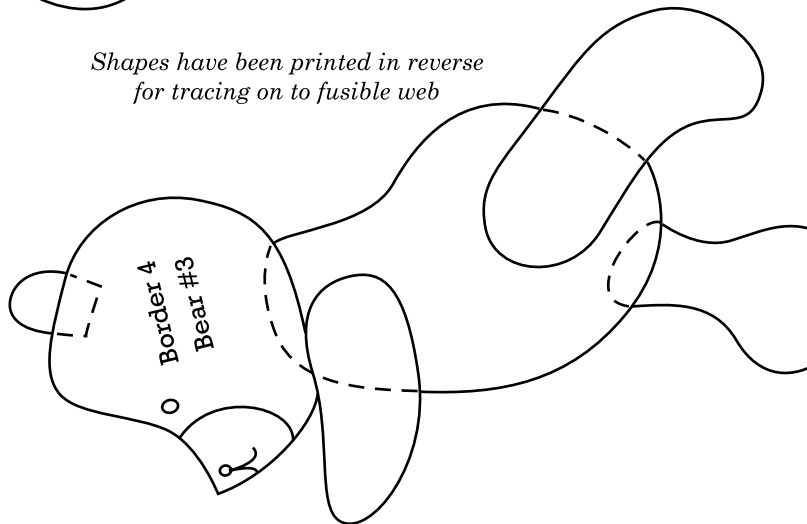 Shapes have been printed in reverse
for tracing on to fusible web
Border 4
Bear #3